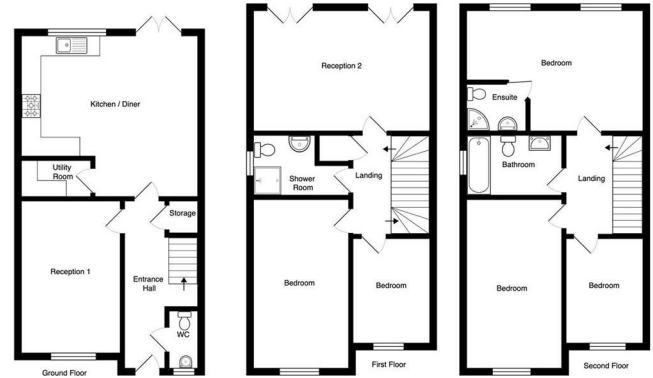 Kitchen / Diner
Utility
Room
Storage
Reception 1
Entrance
Hall
WC
Ground Floor
Reception 2
Shower
Room
Landing
Bedroom
Bedroom
First Floor
Bedroom
Ensuite
Bathroom
Landing
Bedroom
Bedroom
Second Floor